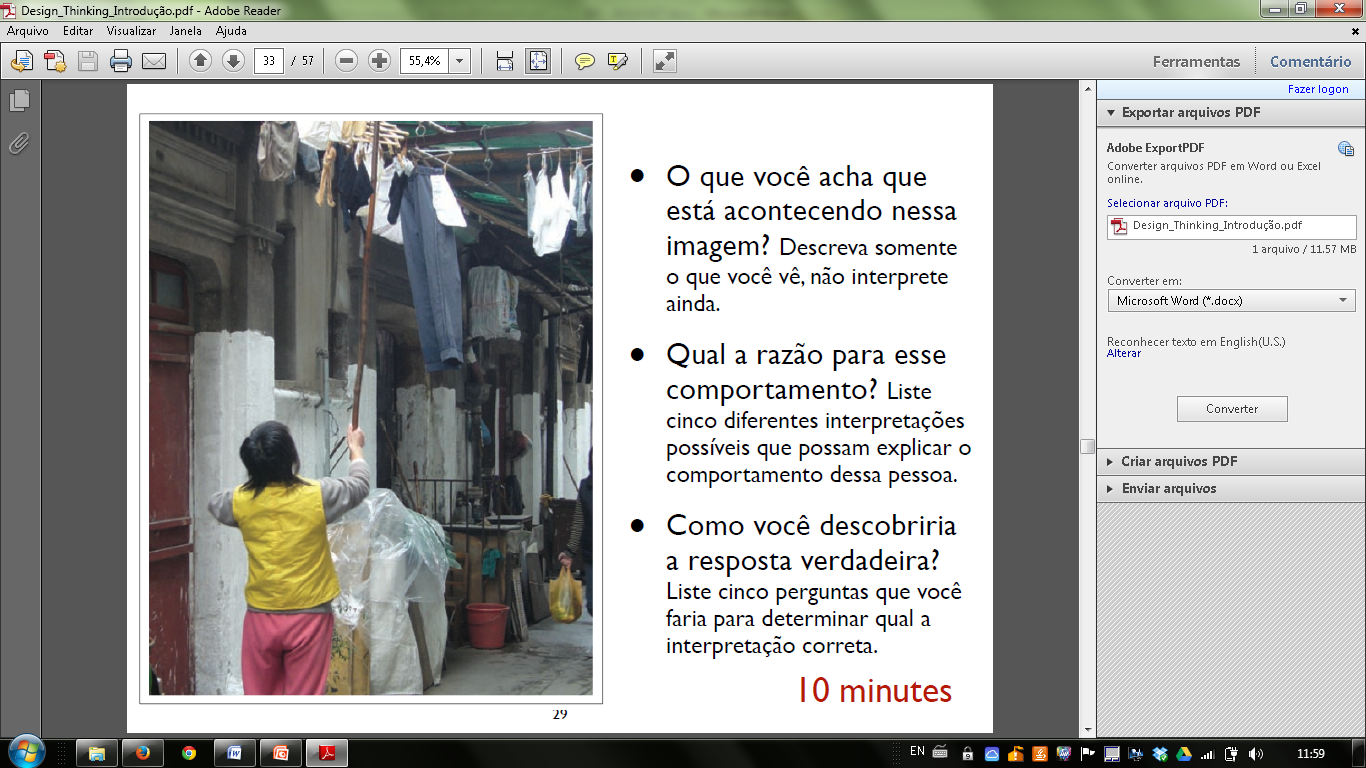 Design_Thinking_Introdução.pdf - Adobe Reader
Arquivo Editar Visualizar Janela Ajuda
33 / 57 55,4% Ferramentas Comentário
Fazer logon
Exportar arquivos PDF
Adobe ExportPDF
Converter arquivos PDF em Word ou Excel
online.
Selecionar arquivo PDF:
Design_Thinking_Introdução.pdf
1 arquivo / 11.57 MB
Converter em:
Microsoft Word (*.docx)
Reconhecer texto em English(U.S.)
Alterar
Converter
Criar arquivos PDF
Enviar arquivos
• O que você acha que
está acontecendo nessa
imagem? Descreva somente
o que você vê, não interprete
ainda.
• Qual a razão para esse
comportamento? Liste
cinco diferentes interpretações
possíveis que possam explicar o
comportamento dessa pessoa.
• Como você descobriria
a resposta verdadeira?
Liste cinco perguntas que você
faria para determinar qual a
interpretação correta.
10 minutes
29
EN 11:59